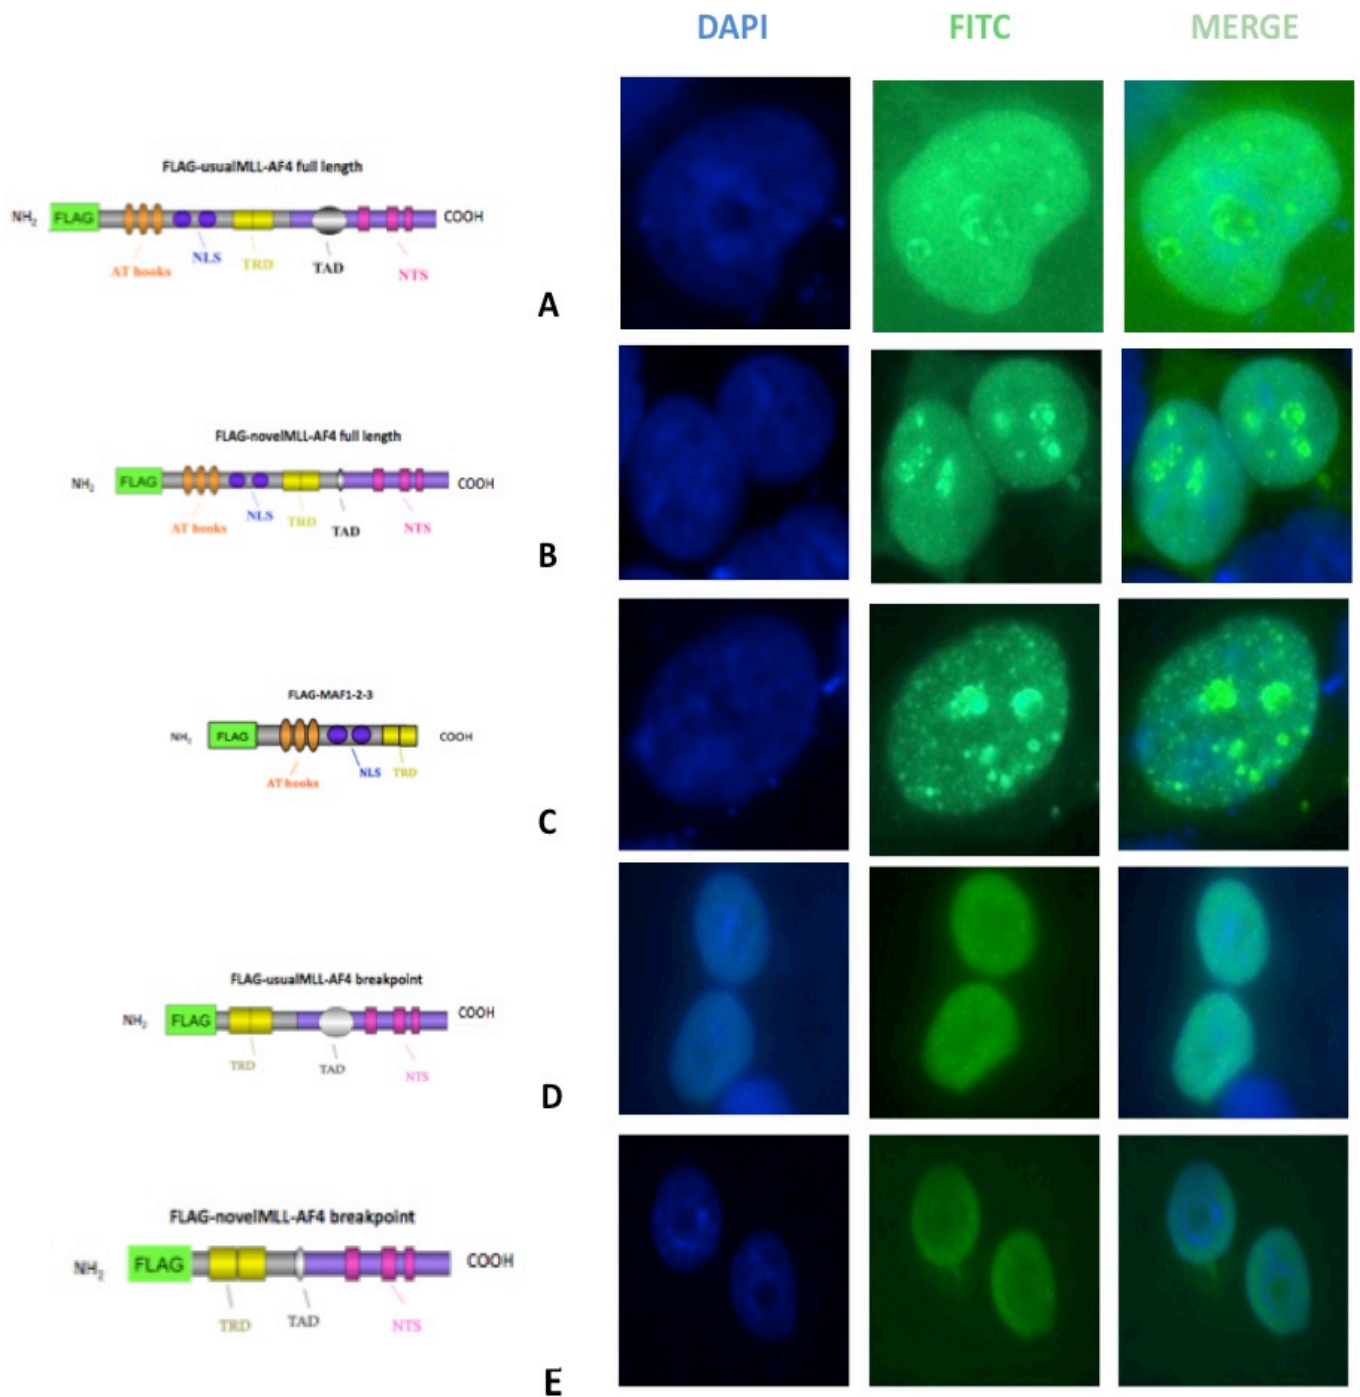 DAPI FITC MERGE
FLAG-usualMLL-AF4 full length
NH2 FLAG COOH
AT hooks NLS TRD TAD NTS
A
FLAG-novelMLL-AF4 full length
NH2 FLAG COOH
AT hooks NLS TRD TAD NTS
B
FLAG-MAF1-2-3
NH2 FLAG COOH
AT hooks NLS TRD
C
FLAG-usualMLL-AF4 breakpoint
NH2 FLAG COOH
TRD TAD NTS
D
FLAG-novelMLL-AF4 breakpoint
NH2 FLAG COOH
TRD TAD NTS
E